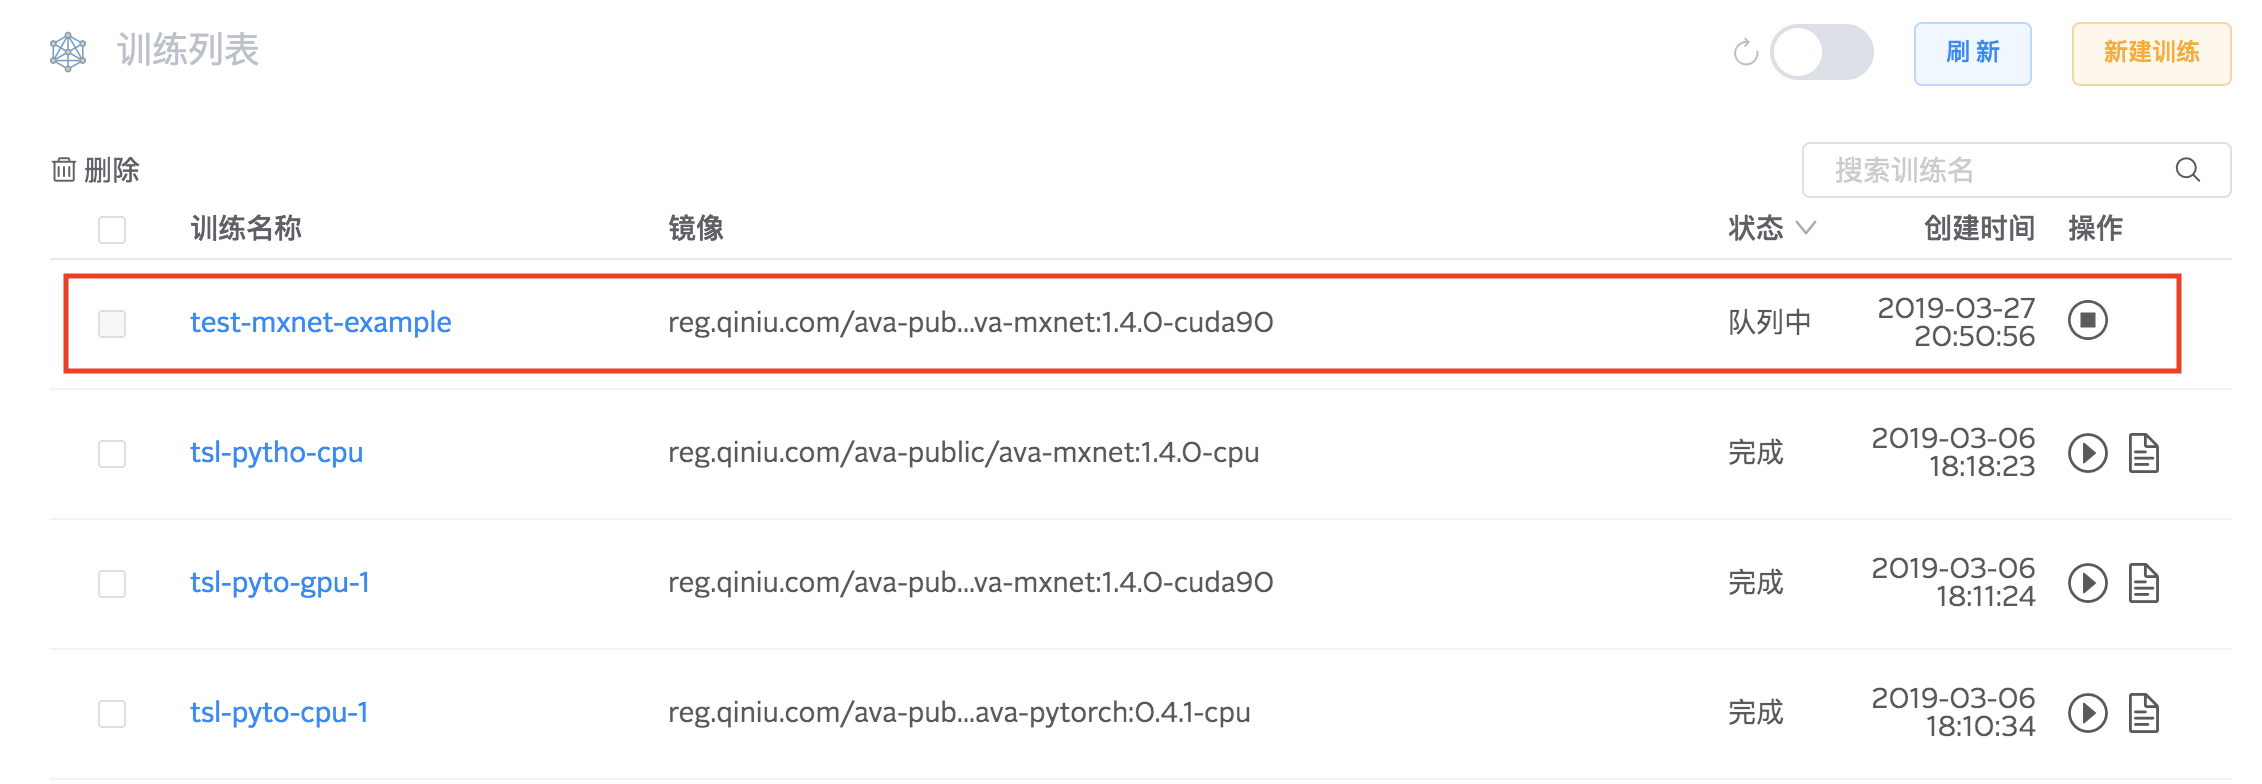 训练列表
刷 新
新建训练
删除
搜索训练名
训练名称 镜像 状态 创建时间 操作
test-mxnet-example reg.qiniu.com/ava-pub...va-mxnet:1.4.0-cuda90 队列中 2019-03-27
20:50:56
tsl-pytho-cpu reg.qiniu.com/ava-public/ava-mxnet:1.4.0-cpu 完成 2019-03-06
18:18:23
tsl-pyto-gpu-1 reg.qiniu.com/ava-pub...va-mxnet:1.4.0-cuda90 完成 2019-03-06
18:11:24
tsl-pyto-cpu-1 reg.qiniu.com/ava-pub...ava-pytorch:0.4.1-cpu 完成 2019-03-06
18:10:34